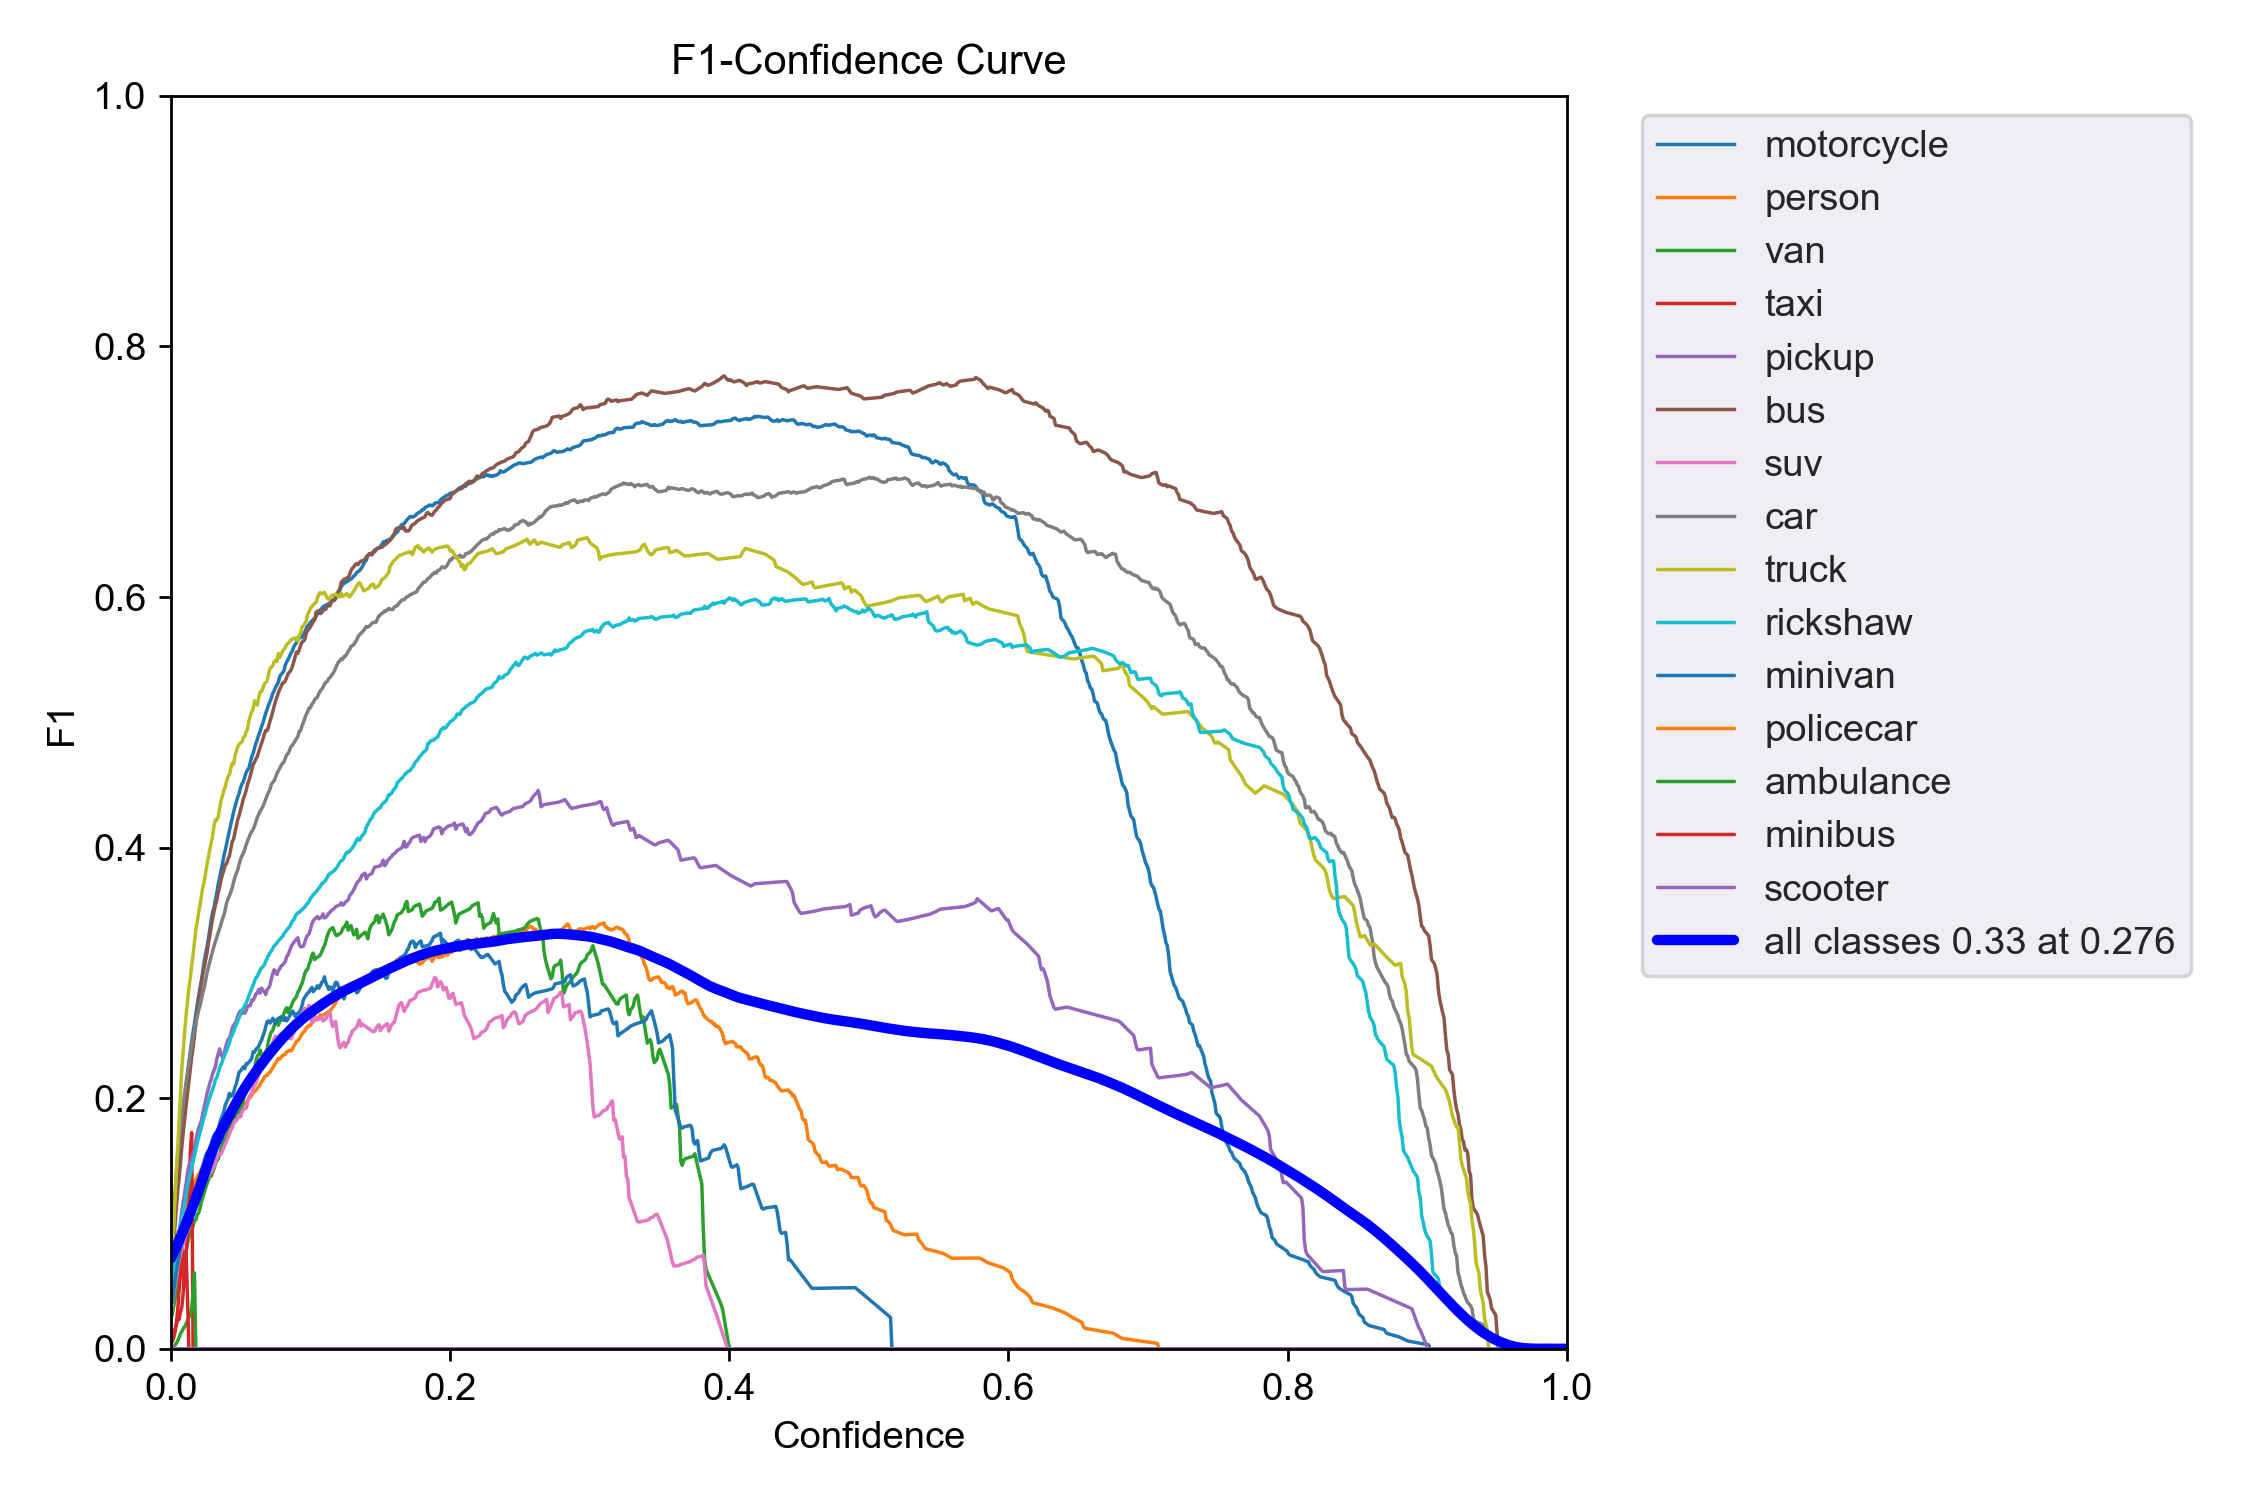 F1-Confidence Curve
1.0
0.8
0.6
0.4
0.2
0.0
F1
0.0 0.2 0.4 0.6 0.8 1.0
Confidence
motorcycle
person
van
taxi
pickup
bus
suv
car
truck
rickshaw
minivan
policecar
ambulance
minibus
scooter
all classes 0.33 at 0.276